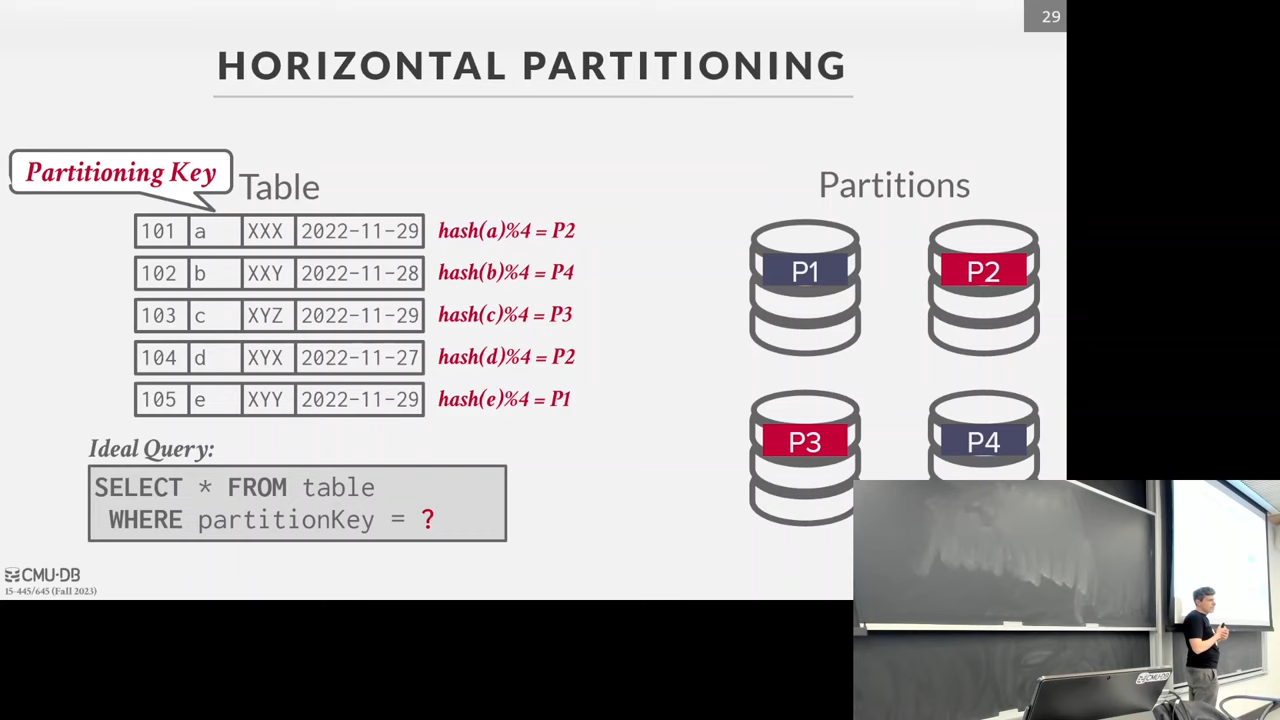 29
HORIZONTAL PARTITIONING
Partitioning Key
Table
Partitions
101 a XXX 2022-11-29 hash(a)%4 = P2
102 b XXY 2022-11-28 hash(b)%4 = P4
103 c XYZ 2022-11-29 hash(c)%4 = P3
104 d XYX 2022-11-27 hash(d)%4 = P2
105 e XYY 2022-11-29 hash(e)%4 = P1
P1
P2
P3
P4
Ideal Query:
SELECT * FROM table
WHERE partitionKey = ?
CMU·DB
15-445/645 (Fall 2023)
CMU·DB